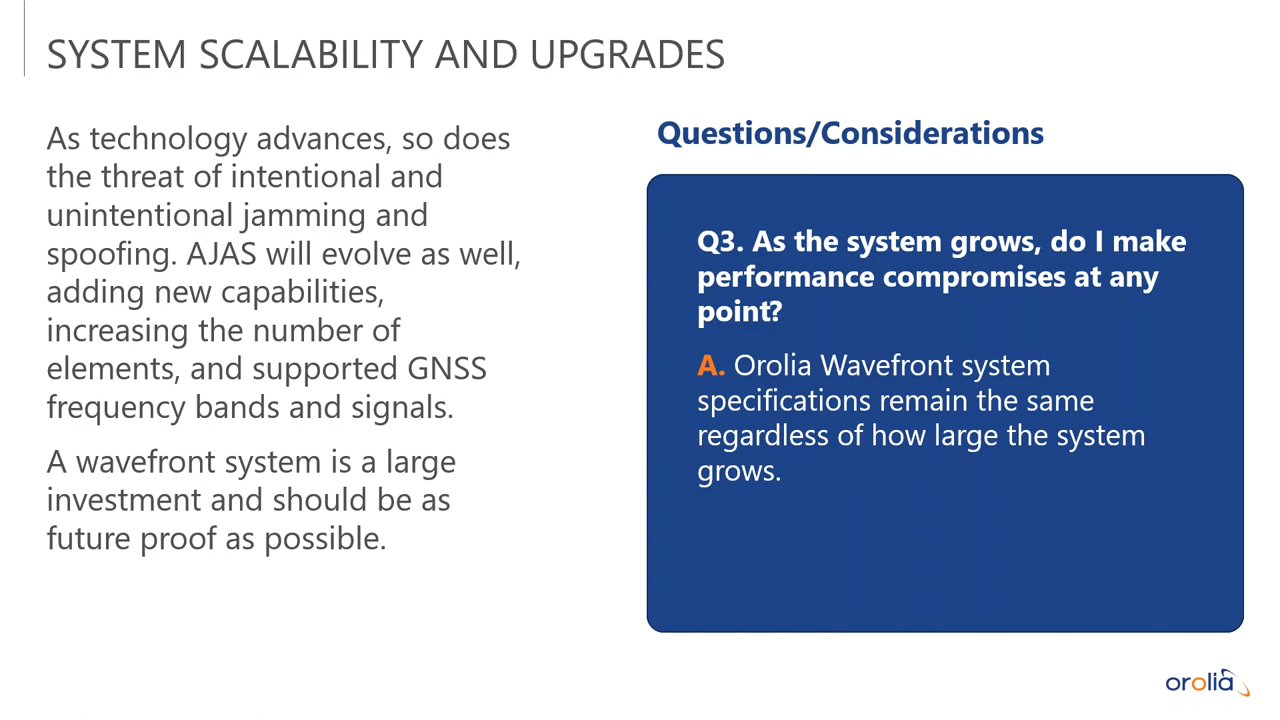 SYSTEM SCALABILITY AND UPGRADES
As technology advances, so does
the threat of intentional and
unintentional jamming and
spoofing. AJAS will evolve as well,
adding new capabilities,
increasing the number of
elements, and supported GNSS
frequency bands and signals.
A wavefront system is a large
investment and should be as
future proof as possible.
Questions/Considerations
Q3. As the system grows, do I make
performance compromises at any
point?
A. Orolia Wavefront system
specifications remain the same
regardless of how large the system
grows.
orolia